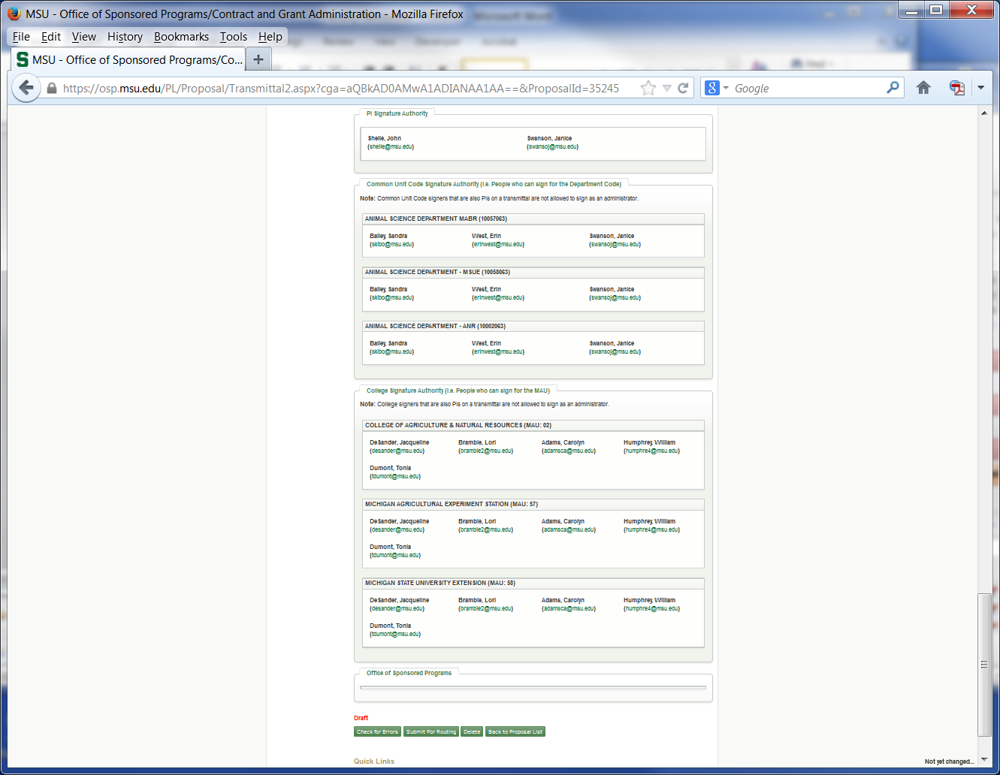 MSU - Office of Sponsored Programs/Contract and Grant Administration - Mozilla Firefox
File Edit View History Bookmarks Tools Help
MSU - Office of Sponsored Programs/Co...
https://osp.msu.edu/PL/Proposal/Transmittal2.aspx?cga=aQBkAD0AMwA1ADIANAA1AA==&ProposalId=35245
Google
PI Signature Authority
Shelle, John Swanson, Janice
(shelle@msu.edu) (swansoj@msu.edu)
Common Unit Code Signature Authority (i.e. People who can sign for the Department Code)
Note: Common Unit Code signers that are also PIs on a transmittal are not allowed to sign as an administrator.
ANIMAL SCIENCE DEPARTMENT MABR (10057063)
Bailey, Sandra West, Erin Swanson, Janice
(skibo@msu.edu) (erinwest@msu.edu) (swansoj@msu.edu)
ANIMAL SCIENCE DEPARTMENT - MSUE (10058063)
Bailey, Sandra West, Erin Swanson, Janice
(skibo@msu.edu) (erinwest@msu.edu) (swansoj@msu.edu)
ANIMAL SCIENCE DEPARTMENT - ANR (10002063)
Bailey, Sandra West, Erin Swanson, Janice
(skibo@msu.edu) (erinwest@msu.edu) (swansoj@msu.edu)
College Signature Authority (i.e. People who can sign for the MAU)
Note: College signers that are also PIs on a transmittal are not allowed to sign as an administrator.
COLLEGE OF AGRICULTURE & NATURAL RESOURCES (MAU: 02)
DeSander, Jacqueline Bramble, Lori Adams, Carolyn Humphrey, William
(desander@msu.edu) (bramble2@msu.edu) (adamsca@msu.edu) (humphre4@msu.edu)
Dumont, Tonia
(tdumont@msu.edu)
MICHIGAN AGRICULTURAL EXPERIMENT STATION (MAU: 57)
DeSander, Jacqueline Bramble, Lori Adams, Carolyn Humphrey, William
(desander@msu.edu) (bramble2@msu.edu) (adamsca@msu.edu) (humphre4@msu.edu)
Dumont, Tonia
(tdumont@msu.edu)
MICHIGAN STATE UNIVERSITY EXTENSION (MAU: 58)
DeSander, Jacqueline Bramble, Lori Adams, Carolyn Humphrey, William
(desander@msu.edu) (bramble2@msu.edu) (adamsca@msu.edu) (humphre4@msu.edu)
Dumont, Tonia
(tdumont@msu.edu)
Office of Sponsored Programs
Draft
Check for Errors Submit For Routing Delete Back to Proposal List
Quick Links
Not yet changed...